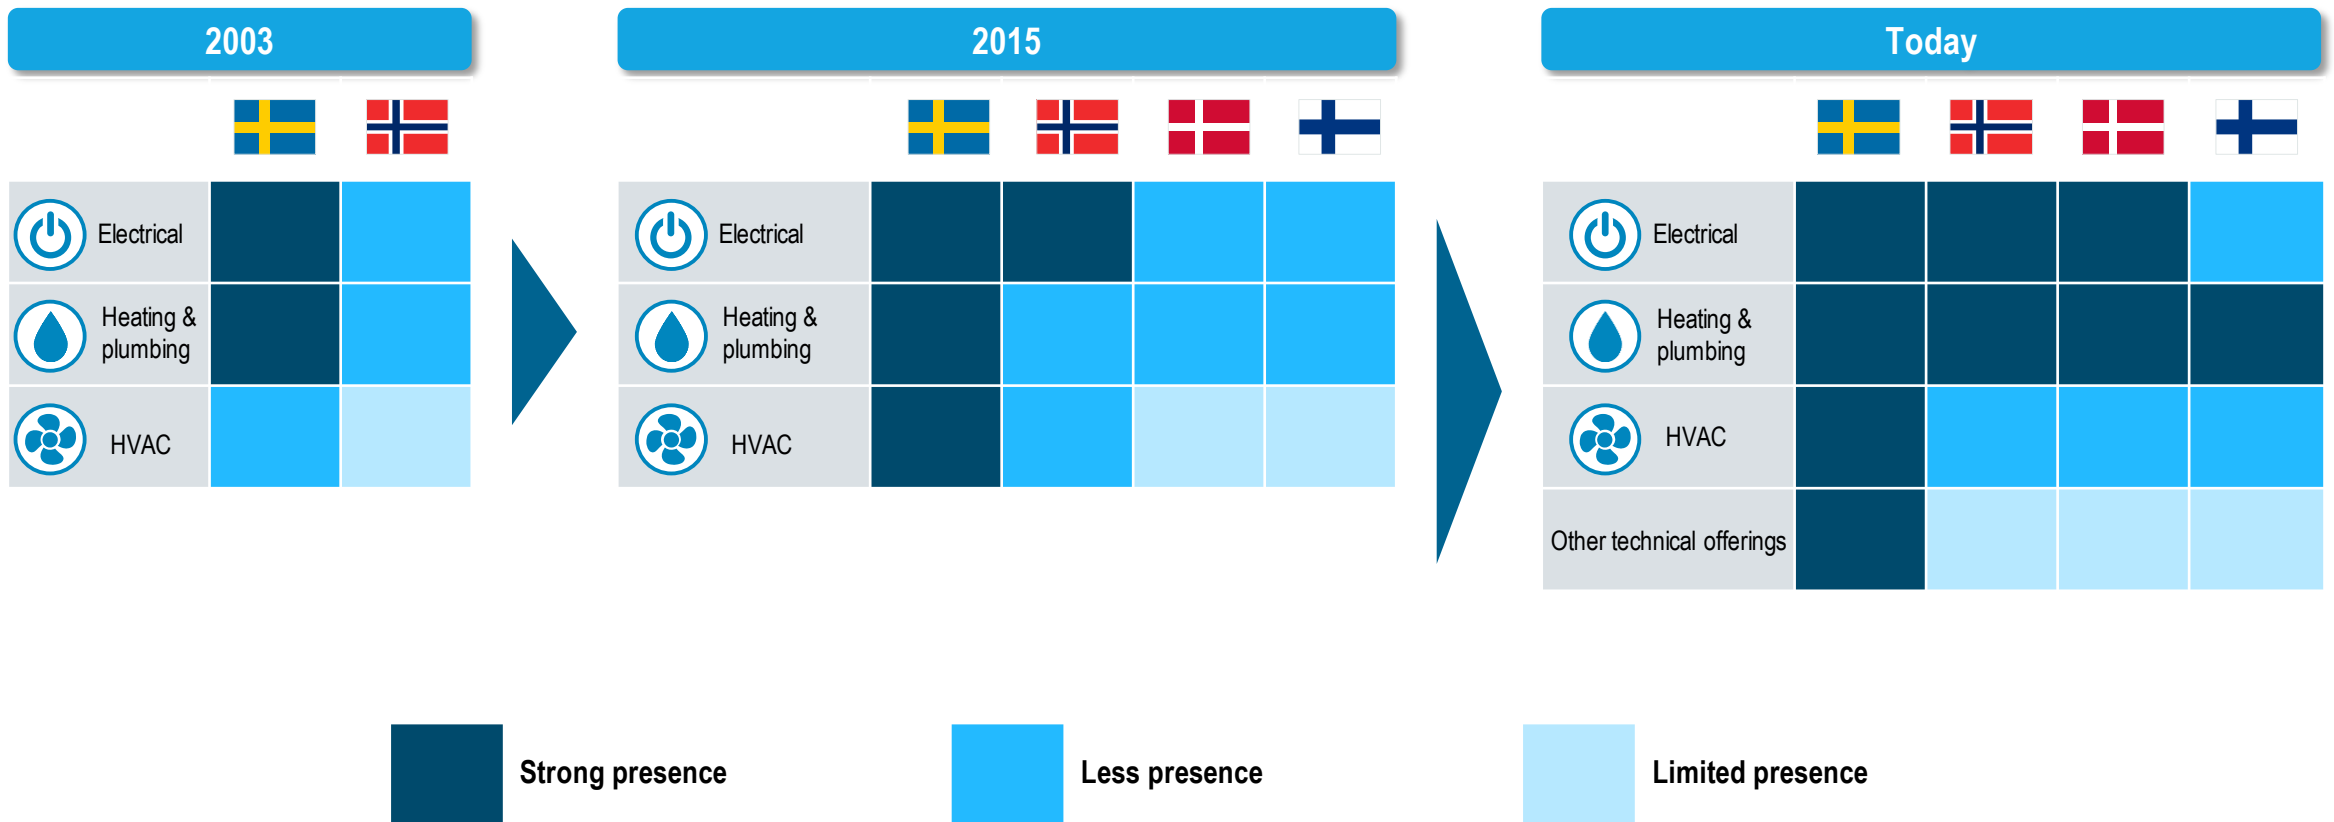 2003
Electrical
Heating &
plumbing
HVAC
2015
Electrical
Heating &
plumbing
HVAC
Today
Electrical
Heating &
plumbing
HVAC
Other technical offerings
Strong presence
Less presence
Limited presence